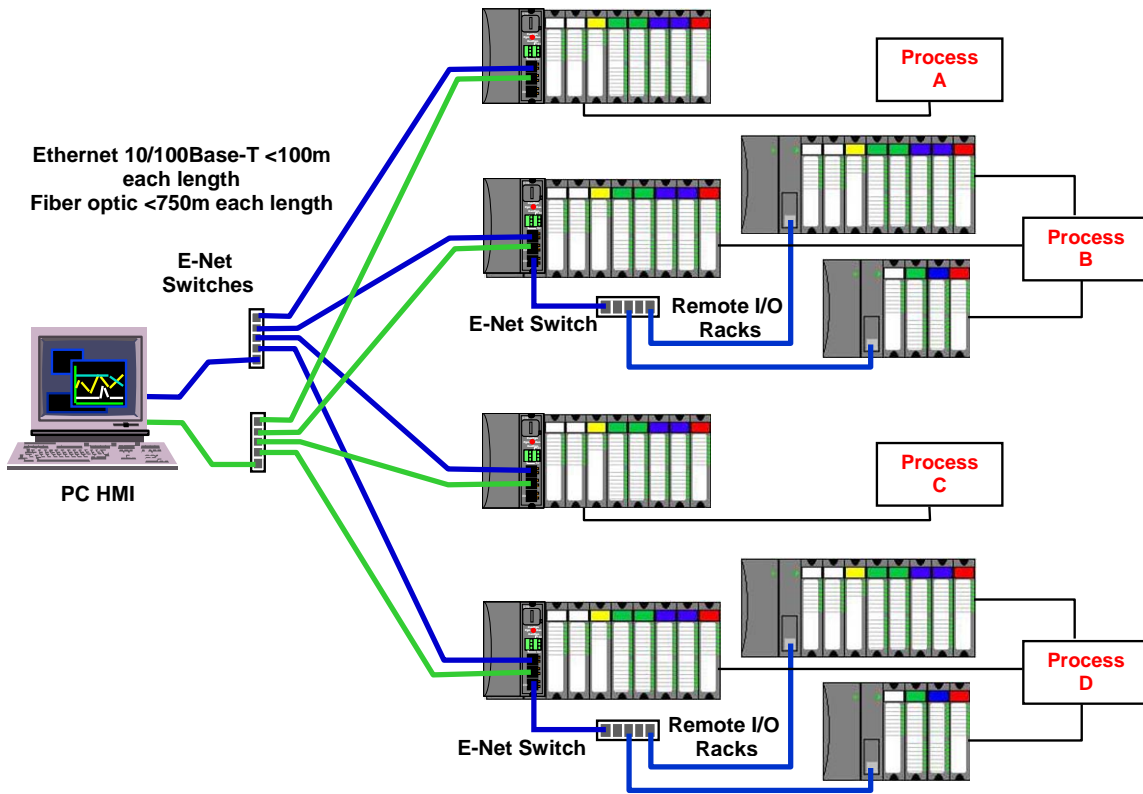 Process
A
Ethernet 10/100Base-T <100m
each length
Fiber optic <750m each length
E-Net
Switches
Process
B
E-Net Switch
Remote I/O
Racks
PC HMI
Process
C
Process
D
E-Net Switch
Remote I/O
Racks